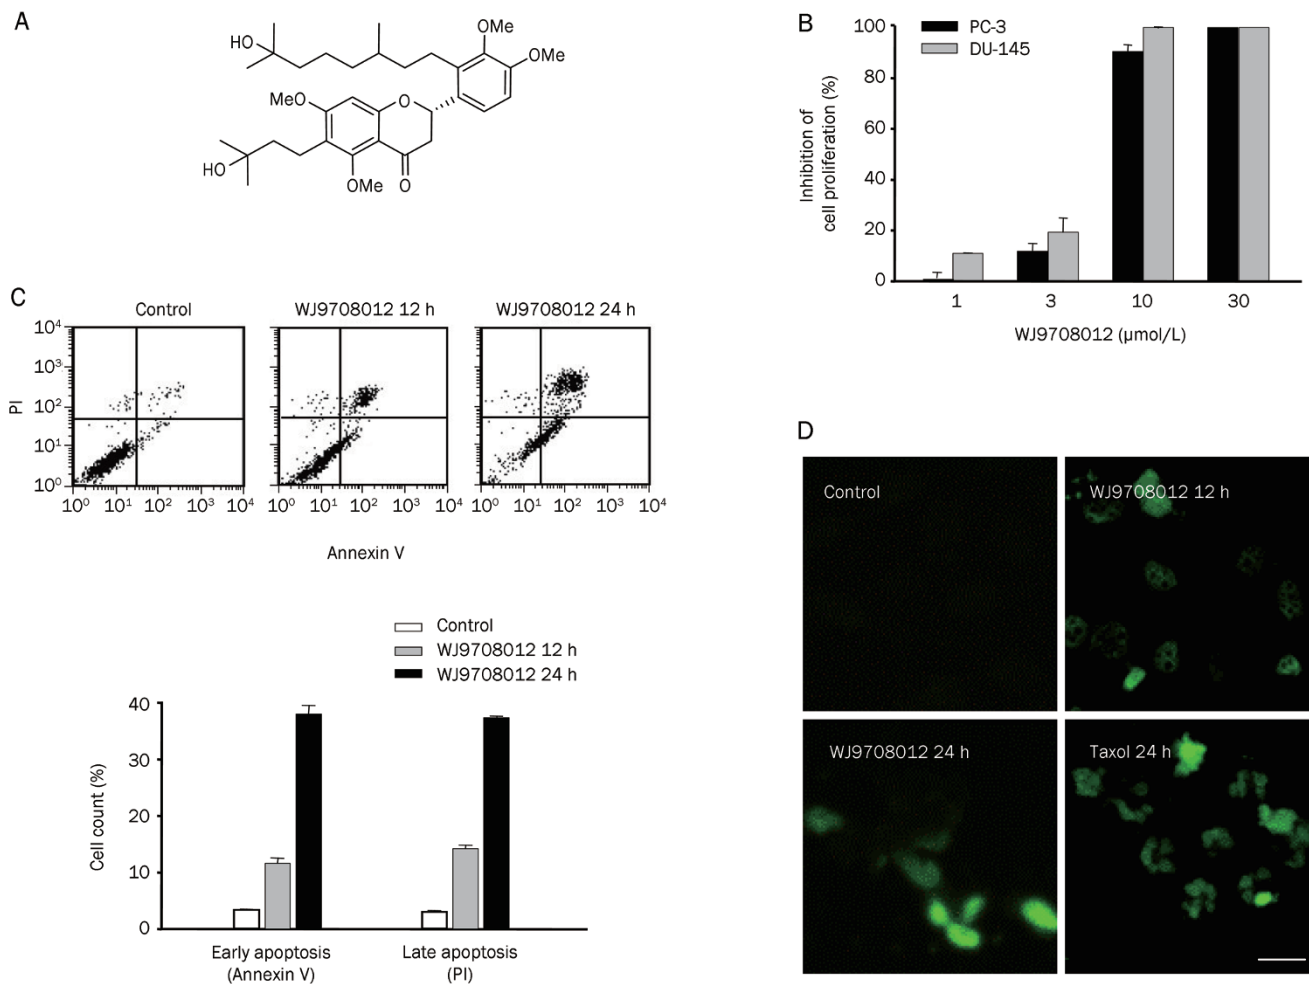 A
HO
OMe
OMe
MeO
O
HO
OMe
O
B
PC-3
DU-145
Inhibition of
cell proliferation (%)
100
80
60
40
20
0
1 3 10 30
WJ9708012 (μmol/L)
C
Control WJ9708012 12 h WJ9708012 24 h
PI
10⁴
10³
10²
10¹
10⁰
10⁰ 10¹ 10² 10³ 10⁴ 10⁰ 10¹ 10² 10³ 10⁴ 10⁰ 10¹ 10² 10³ 10⁴
Annexin V
Control
WJ9708012 12 h
WJ9708012 24 h
Cell count (%)
40
30
20
10
0
Early apoptosis
(Annexin V)
Late apoptosis
(PI)
D
Control
WJ9708012 12 h
WJ9708012 24 h
Taxol 24 h